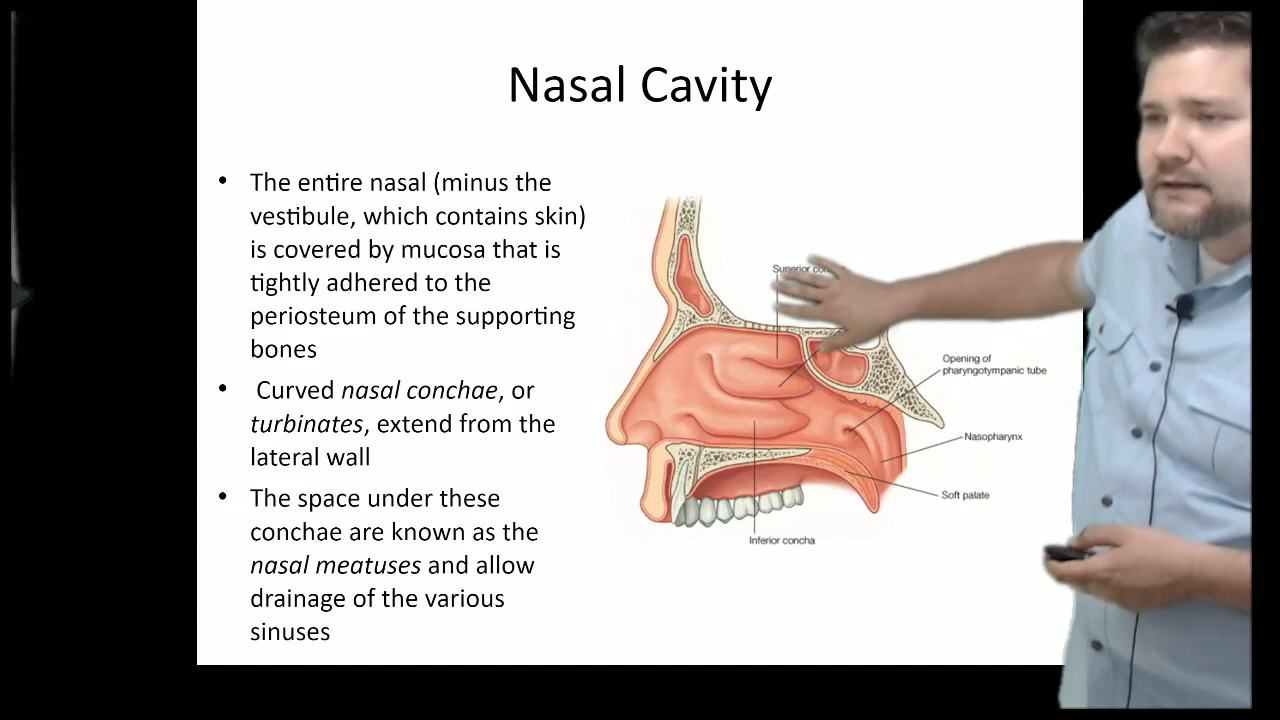 Nasal Cavity
• The entire nasal (minus the
vestibule, which contains skin)
is covered by mucosa that is
tightly adhered to the
periosteum of the supporting
bones
• Curved nasal conchae, or
turbinates, extend from the
lateral wall
• The space under these
conchae are known as the
nasal meatuses and allow
drainage of the various
sinuses
Superior
Opening of
pharyngotympanic tube
Nasopharynx
Soft palate
Inferior concha